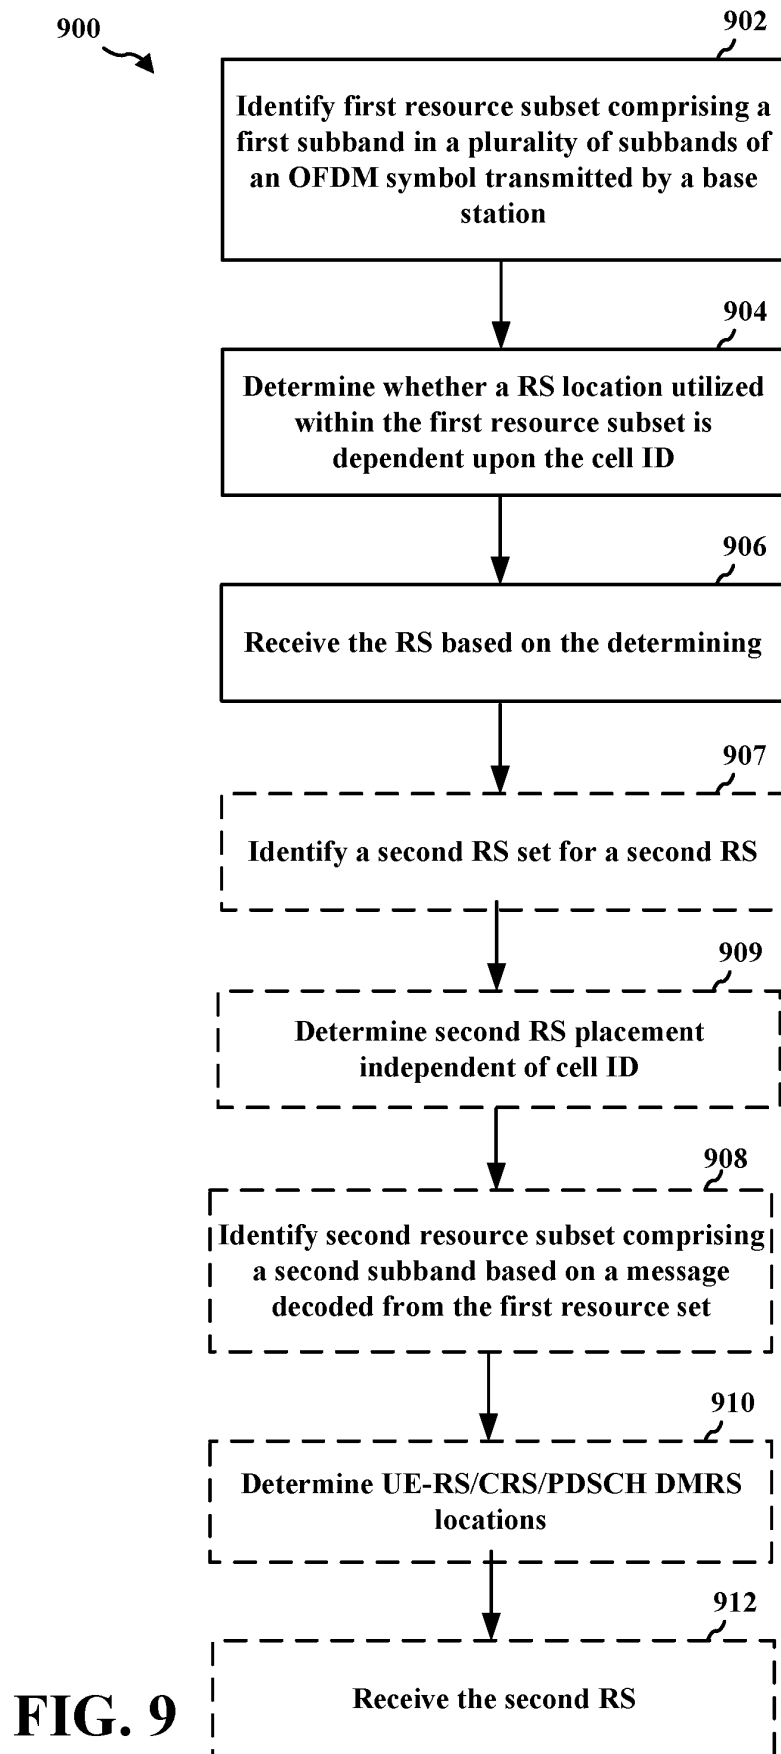 900
902
Identify first resource subset comprising a
first subband in a plurality of subbands of
an OFDM symbol transmitted by a base
station
904
Determine whether a RS location utilized
within the first resource subset is
dependent upon the cell ID
906
Receive the RS based on the determining
907
Identify a second RS set for a second RS
909
Determine second RS placement
independent of cell ID
908
Identify second resource subset comprising
a second subband based on a message
decoded from the first resource set
910
Determine UE-RS/CRS/PDSCH DMRS
locations
912
Receive the second RS
FIG. 9